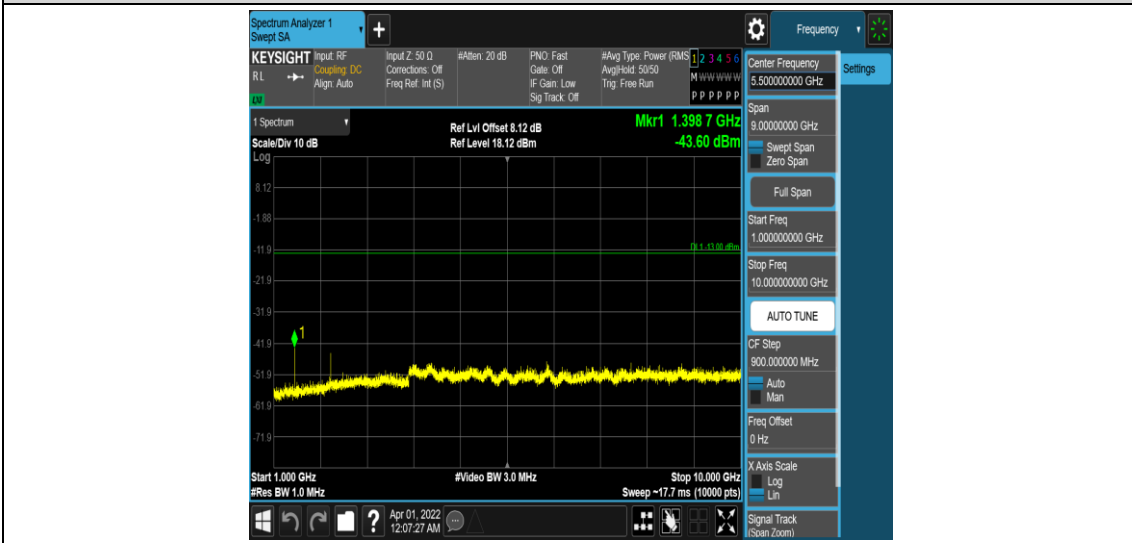 Spectrum Analyzer 1
Swept SA
+
Frequency
KEYSIGHT
RL
LXI
Input: RF
Coupling: DC
Align: Auto
Input Z: 50 Ω
Corrections: Off
Freq Ref: Int (S)
#Atten: 20 dB
PNO: Fast
Gate: Off
IF Gain: Low
Sig Track: Off
#Avg Type: Power (RMS
Avg|Hold: 50/50
Trig: Free Run
1 2 3 4 5 6
M W W W W W
P P P P P P
1 Spectrum
Scale/Div 10 dB
Log
Ref Lvl Offset 8.12 dB
Ref Level 18.12 dBm
Mkr1 1.398 7 GHz
-43.60 dBm
8.12
-1.88
-11.9
DL1 -13.00 dBm
-21.9
-31.9
1
-41.9
-51.9
-61.9
-71.9
Start 1.000 GHz
#Res BW 1.0 MHz
#Video BW 3.0 MHz
Stop 10.000 GHz
Sweep ~17.7 ms (10000 pts)
?
Apr 01, 2022
12:07:27 AM
Center Frequency
5.500000000 GHz
Settings
Span
9.00000000 GHz
Swept Span
Zero Span
Full Span
Start Freq
1.000000000 GHz
Stop Freq
10.000000000 GHz
AUTO TUNE
CF Step
900.000000 MHz
Auto
Man
Freq Offset
0 Hz
X Axis Scale
Log
Lin
Signal Track
(Span Zoom)